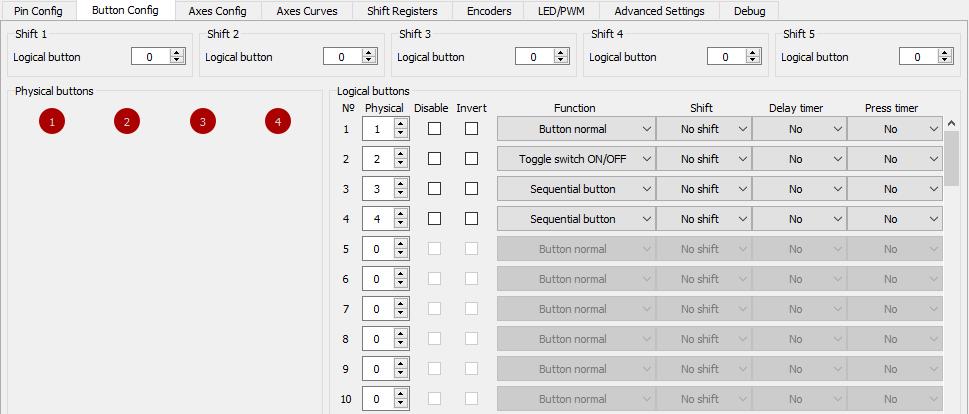 Pin Config Button Config Axes Config Axes Curves Shift Registers Encoders LED/PWM Advanced Settings Debug
Shift 1 Shift 2 Shift 3 Shift 4 Shift 5
Logical button 0 Logical button 0 Logical button 0 Logical button 0 Logical button 0
Physical buttons Logical buttons
1 2 3 4
Nº Physical Disable Invert Function Shift Delay timer Press timer
1 1 Button normal No shift No No
2 2 Toggle switch ON/OFF No shift No No
3 3 Sequential button No shift No No
4 4 Sequential button No shift No No
5 0 Button normal No shift No No
6 0 Button normal No shift No No
7 0 Button normal No shift No No
8 0 Button normal No shift No No
9 0 Button normal No shift No No
10 0 Button normal No shift No No